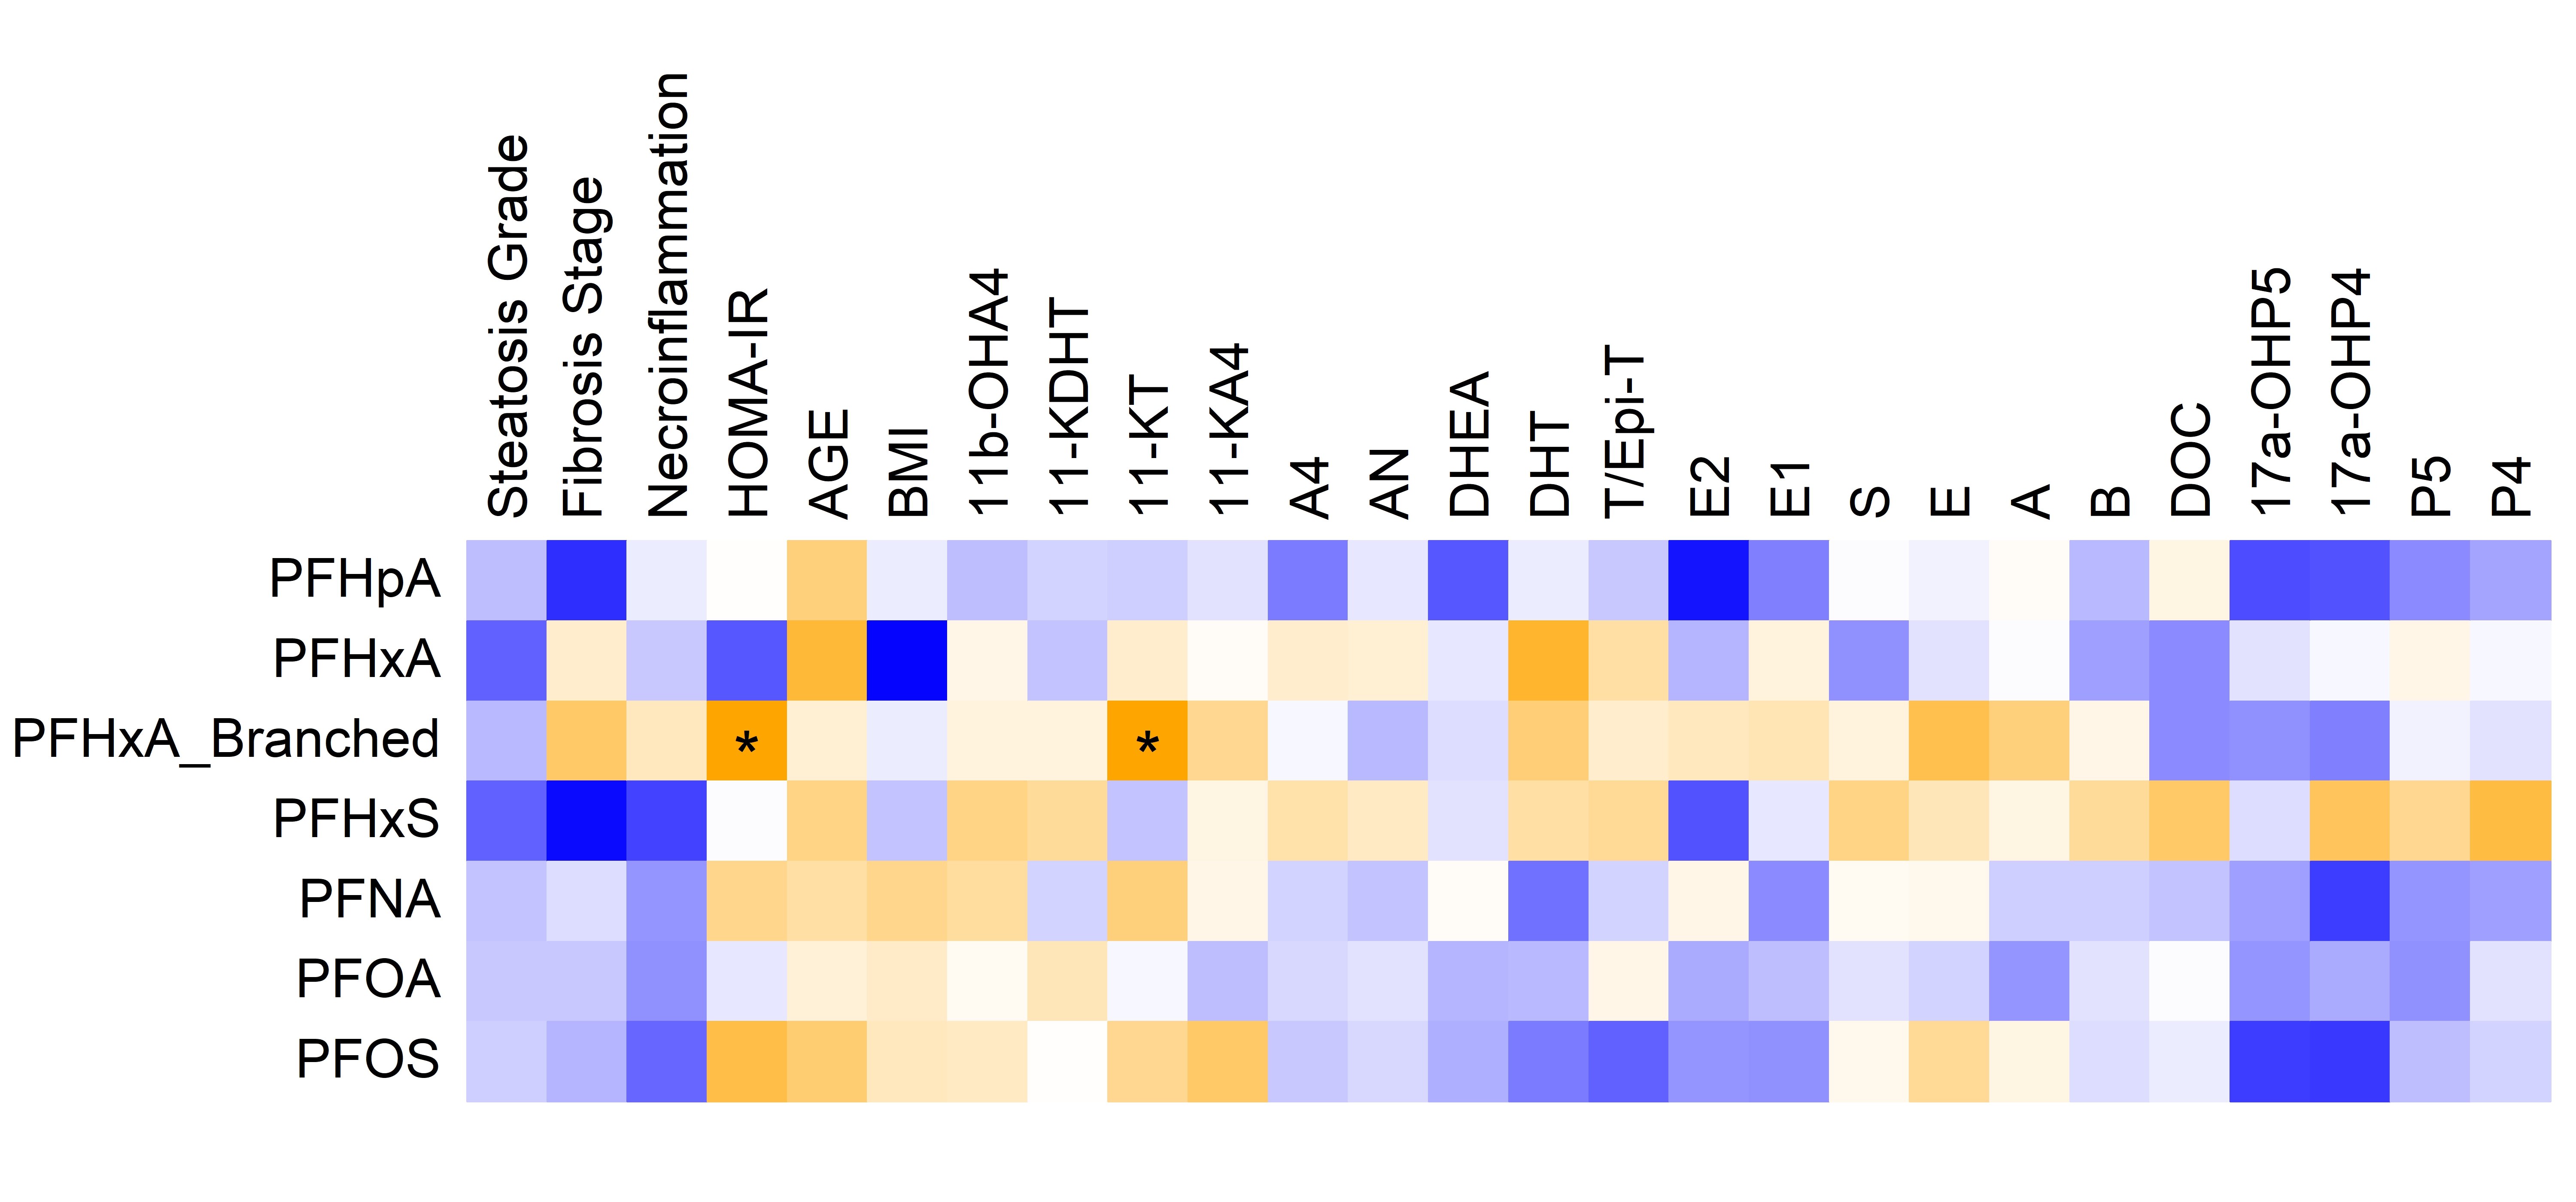 Steatosis Grade
Fibrosis Stage
Necroinflammation
HOMA-IR
AGE
BMI
11b-OHA4
11-KDHT
11-KT
11-KA4
A4
AN
DHEA
DHT
T/Epi-T
E2
E1
S
E
A
B
DOC
17a-OHP5
17a-OHP4
P5
P4
PFHpA
PFHxA
PFHxA_Branched
* *
PFHxS
PFNA
PFOA
PFOS